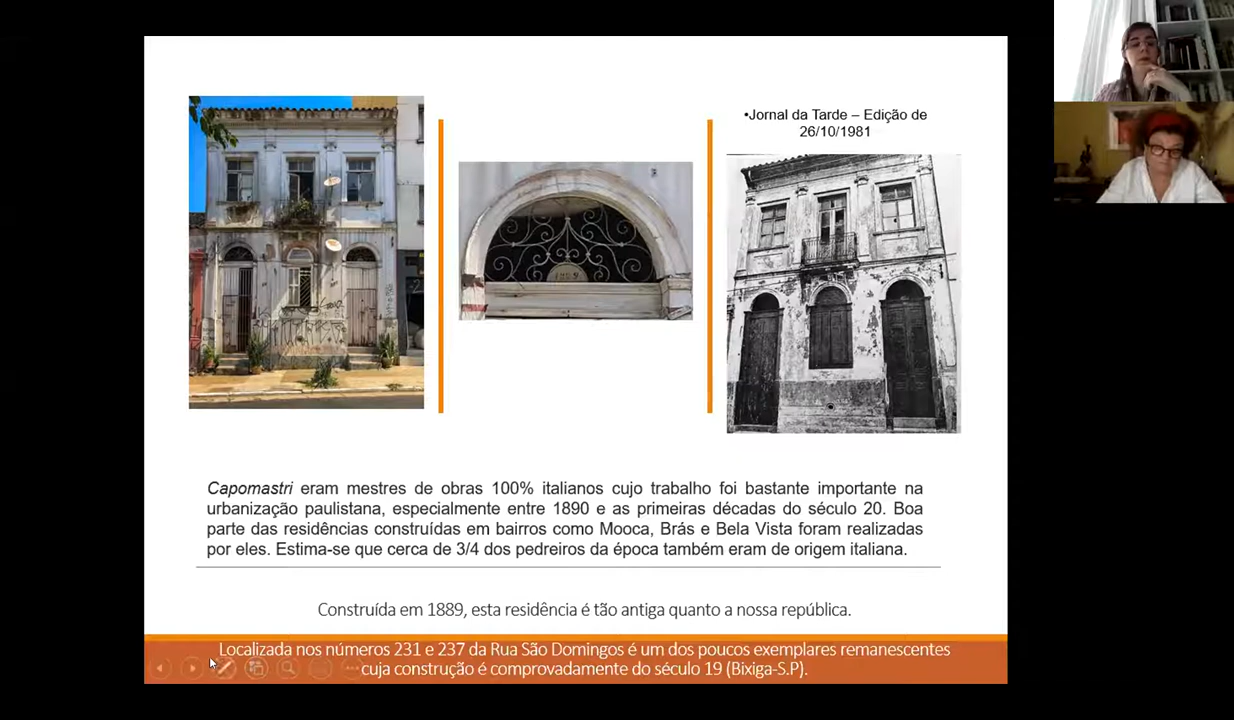 •Jornal da Tarde – Edição de
26/10/1981
Capomastri eram mestres de obras 100% italianos cujo trabalho foi bastante importante na
urbanização paulistana, especialmente entre 1890 e as primeiras décadas do século 20. Boa
parte das residências construídas em bairros como Mooca, Brás e Bela Vista foram realizadas
por eles. Estima-se que cerca de 3/4 dos pedreiros da época também eram de origem italiana.
Construída em 1889, esta residência é tão antiga quanto a nossa república.
Localizada nos números 231 e 237 da Rua São Domingos é um dos poucos exemplares remanescentes
cuja construção é comprovadamente do século 19 (Bixiga-S.P).